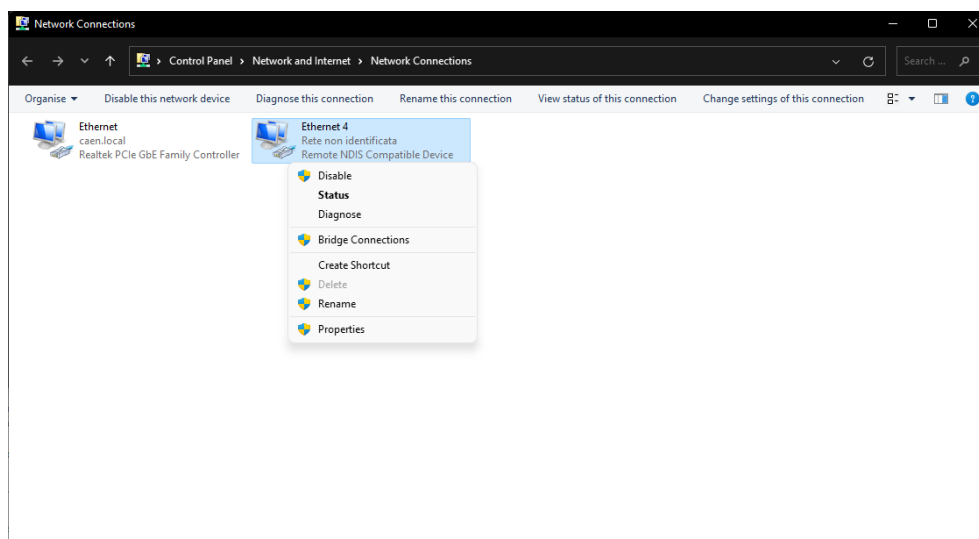 Network Connections
Control Panel > Network and Internet > Network Connections
Search ...
Organise
Disable this network device
Diagnose this connection
Rename this connection
View status of this connection
Change settings of this connection
Ethernet
caen.local
Realtek PCIe GbE Family Controller
Ethernet 4
Rete non identificata
Remote NDIS Compatible Device
Disable
Status
Diagnose
Bridge Connections
Create Shortcut
Delete
Rename
Properties